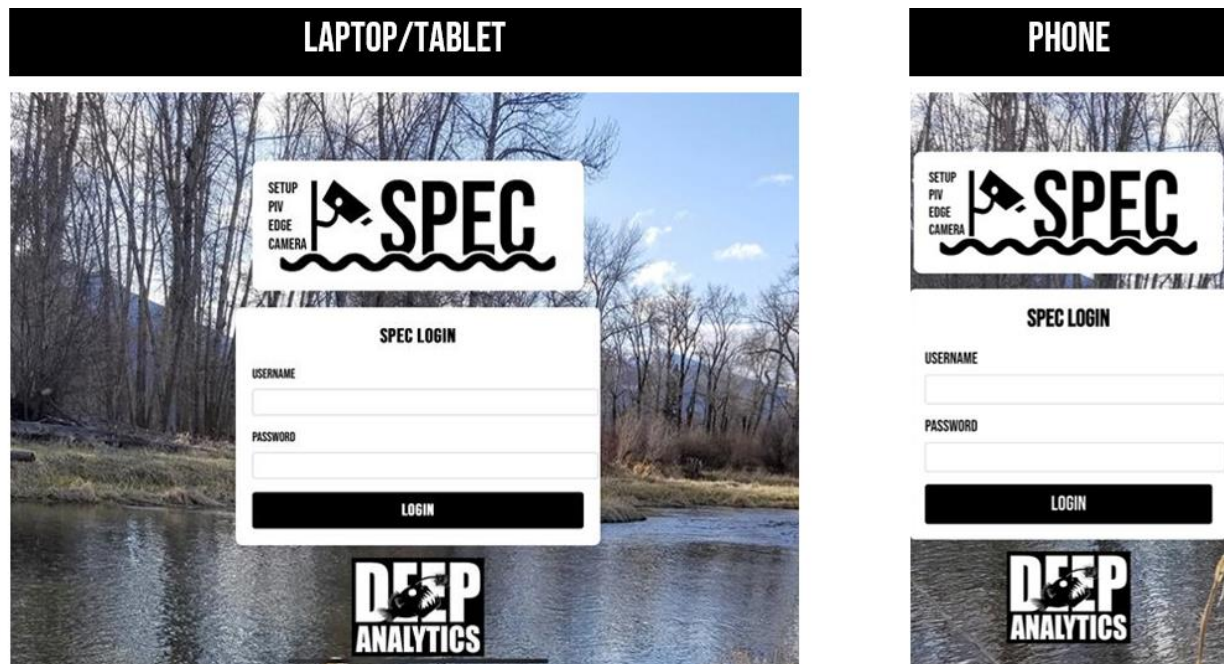 LAPTOP/TABLET
SETUP
PIV
EDGE
CAMERA
SPEC
SPEC LOGIN
USERNAME
PASSWORD
LOGIN
DEEP
ANALYTICS
PHONE
SETUP
PIV
EDGE
CAMERA
SPEC
SPEC LOGIN
USERNAME
PASSWORD
LOGIN
DEEP
ANALYTICS